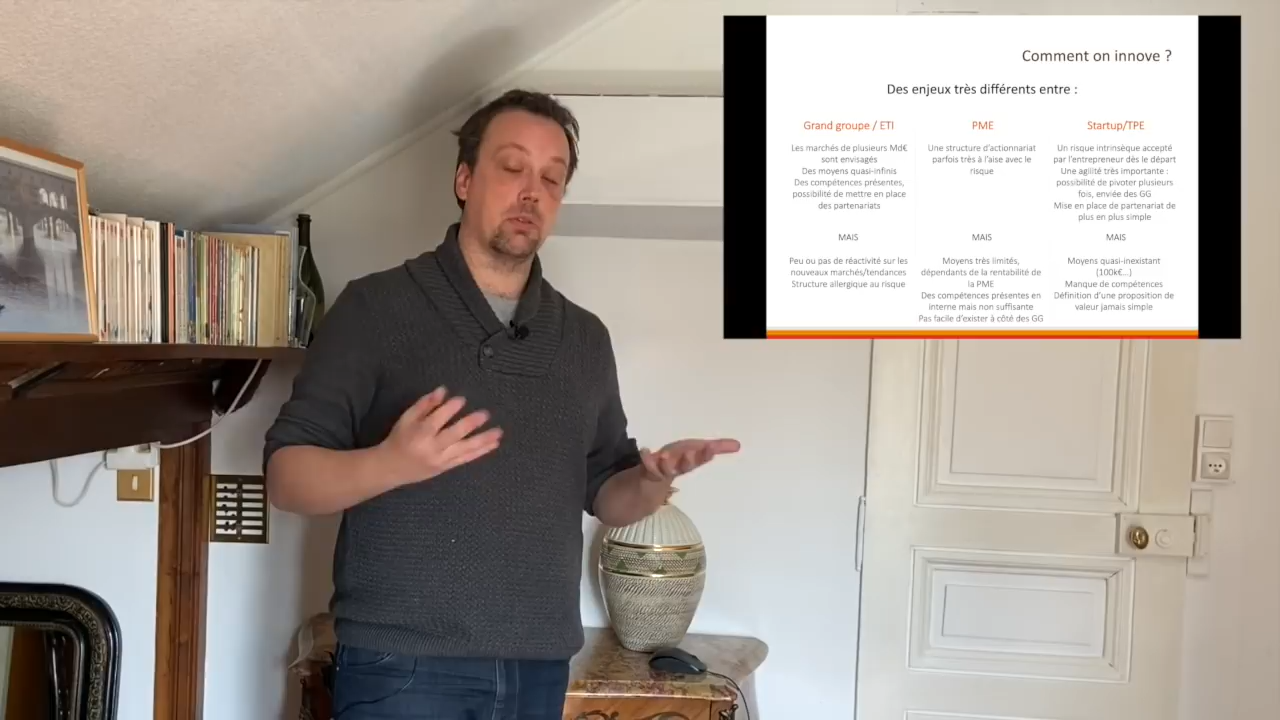 Comment on innove ?
Des enjeux très différents entre :
Grand groupe / ETI
Les marchés de plusieurs Md€
sont envisagés
Des moyens quasi-infinis
Des compétences présentes,
possibilité de mettre en place
des partenariats
MAIS
Peu ou pas de réactivité sur les
nouveaux marchés/tendances
Structure allergique au risque
PME
Une structure d'actionnariat
parfois très à l'aise avec le
risque
MAIS
Moyens très limités,
dépendants de la rentabilité de
la PME
Des compétences présentes en
interne mais non suffisante
Pas facile d'exister à côté des GG
Startup/TPE
Un risque intrinsèque accepté
par l'entrepreneur dès le départ
Une agilité très importante :
possibilité de pivoter plusieurs
fois, enviée des GG
Mise en place de partenariat de
plus en plus simple
MAIS
Moyens quasi-inexistant
(100k€...)
Manque de compétences
Définition d'une proposition de
valeur jamais simple